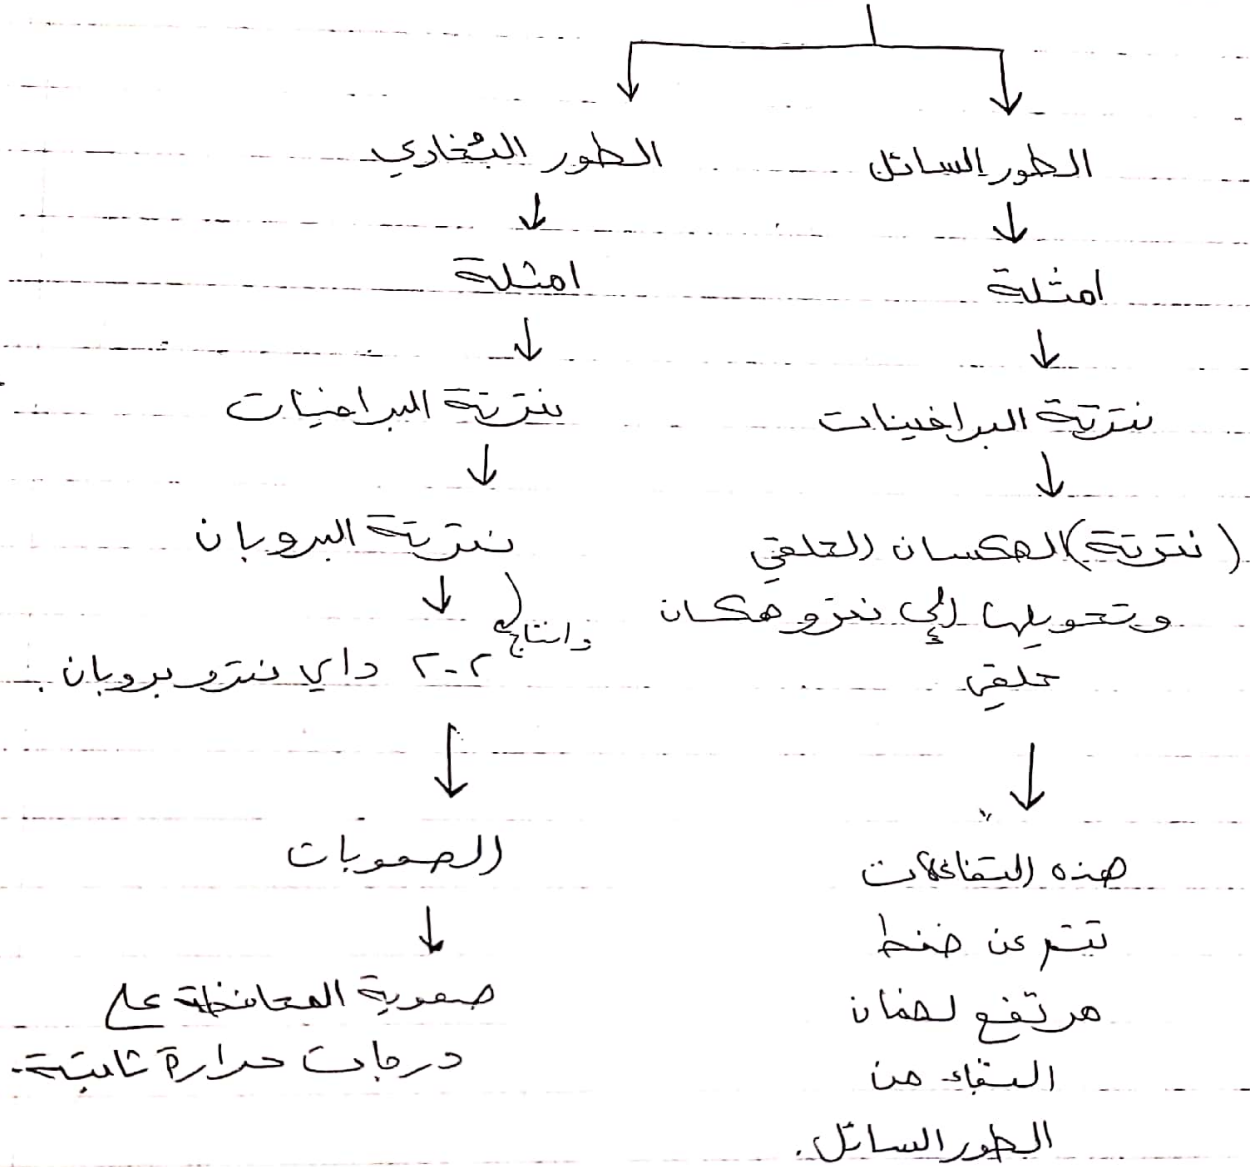 الطور السائل
امثلة
نترتة البرافينات
(نترتة) الهكسان الحلقي
وتحويلها إلى نترو هكسان
حلقي
هذه التفاعلات
تتم عن ضغط
مرتفع لضمان
البقاء من
الطور السائل.
الطور البُخاري
امثلة
نترتة البرافينات
نترتة البروبان
وانتاج
٢-٢ داي نترو بروبان.
الصعوبات
صعوبة المحافظة على
درجات حرارة ثابتة.